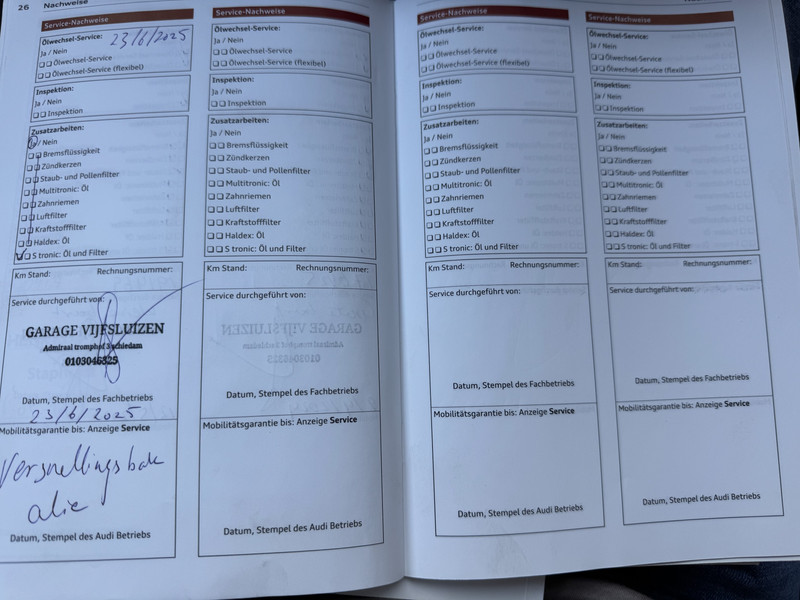 26 Nachweise
Service-Nachweise
Ölwechsel-Service: 23/6/2025
Ja / Nein
Ölwechsel-Service
Ölwechsel-Service (flexibel)
Inspektion:
Ja / Nein
Inspektion
Zusatzarbeiten:
Ja / Nein
Bremsflüssigkeit
Zündkerzen
Staub- und Pollenfilter
Multitronic: Öl
Zahnriemen
Luftfilter
Kraftstofffilter
Haldex: Öl
S tronic: Öl und Filter
Km Stand: Rechnungsnummer:
Service durchgeführt von:
GARAGE VIJFSLUIZEN
Admiraal tromphof 3 schiedam
0103046323
Datum, Stempel des Fachbetriebs
23/6/2025
Mobilitätsgarantie bis: Anzeige Service
Versnellingsbak
olie
Datum, Stempel des Audi Betriebs
Service-Nachweise
Ölwechsel-Service:
Ja / Nein
Ölwechsel-Service
Ölwechsel-Service (flexibel)
Inspektion:
Ja / Nein
Inspektion
Zusatzarbeiten:
Ja / Nein
Bremsflüssigkeit
Zündkerzen
Staub- und Pollenfilter
Multitronic: Öl
Zahnriemen
Luftfilter
Kraftstofffilter
Haldex: Öl
S tronic: Öl und Filter
Km Stand: Rechnungsnummer:
Service durchgeführt von:
Datum, Stempel des Fachbetriebs
Mobilitätsgarantie bis: Anzeige Service
Datum, Stempel des Audi Betriebs
Service-Nachweise
Ölwechsel-Service:
Ja / Nein
Ölwechsel-Service
Ölwechsel-Service (flexibel)
Inspektion:
Ja / Nein
Inspektion
Zusatzarbeiten:
Ja / Nein
Bremsflüssigkeit
Zündkerzen
Staub- und Pollenfilter
Multitronic: Öl
Zahnriemen
Luftfilter
Kraftstofffilter
Haldex: Öl
S tronic: Öl und Filter
Km Stand: Rechnungsnummer:
Service durchgeführt von:
Datum, Stempel des Fachbetriebs
Mobilitätsgarantie bis: Anzeige Service
Datum, Stempel des Audi Betriebs
Service-Nachweise
Ölwechsel-Service:
Ja / Nein
Ölwechsel-Service
Ölwechsel-Service (flexibel)
Inspektion:
Ja / Nein
Inspektion
Zusatzarbeiten:
Ja / Nein
Bremsflüssigkeit
Zündkerzen
Staub- und Pollenfilter
Multitronic: Öl
Zahnriemen
Luftfilter
Kraftstofffilter
Haldex: Öl
S tronic: Öl und Filter
Km Stand: Rechnungsnummer:
Service durchgeführt von:
Datum, Stempel des Fachbetriebs
Mobilitätsgarantie bis: Anzeige Service
Datum, Stempel des Audi Betriebs